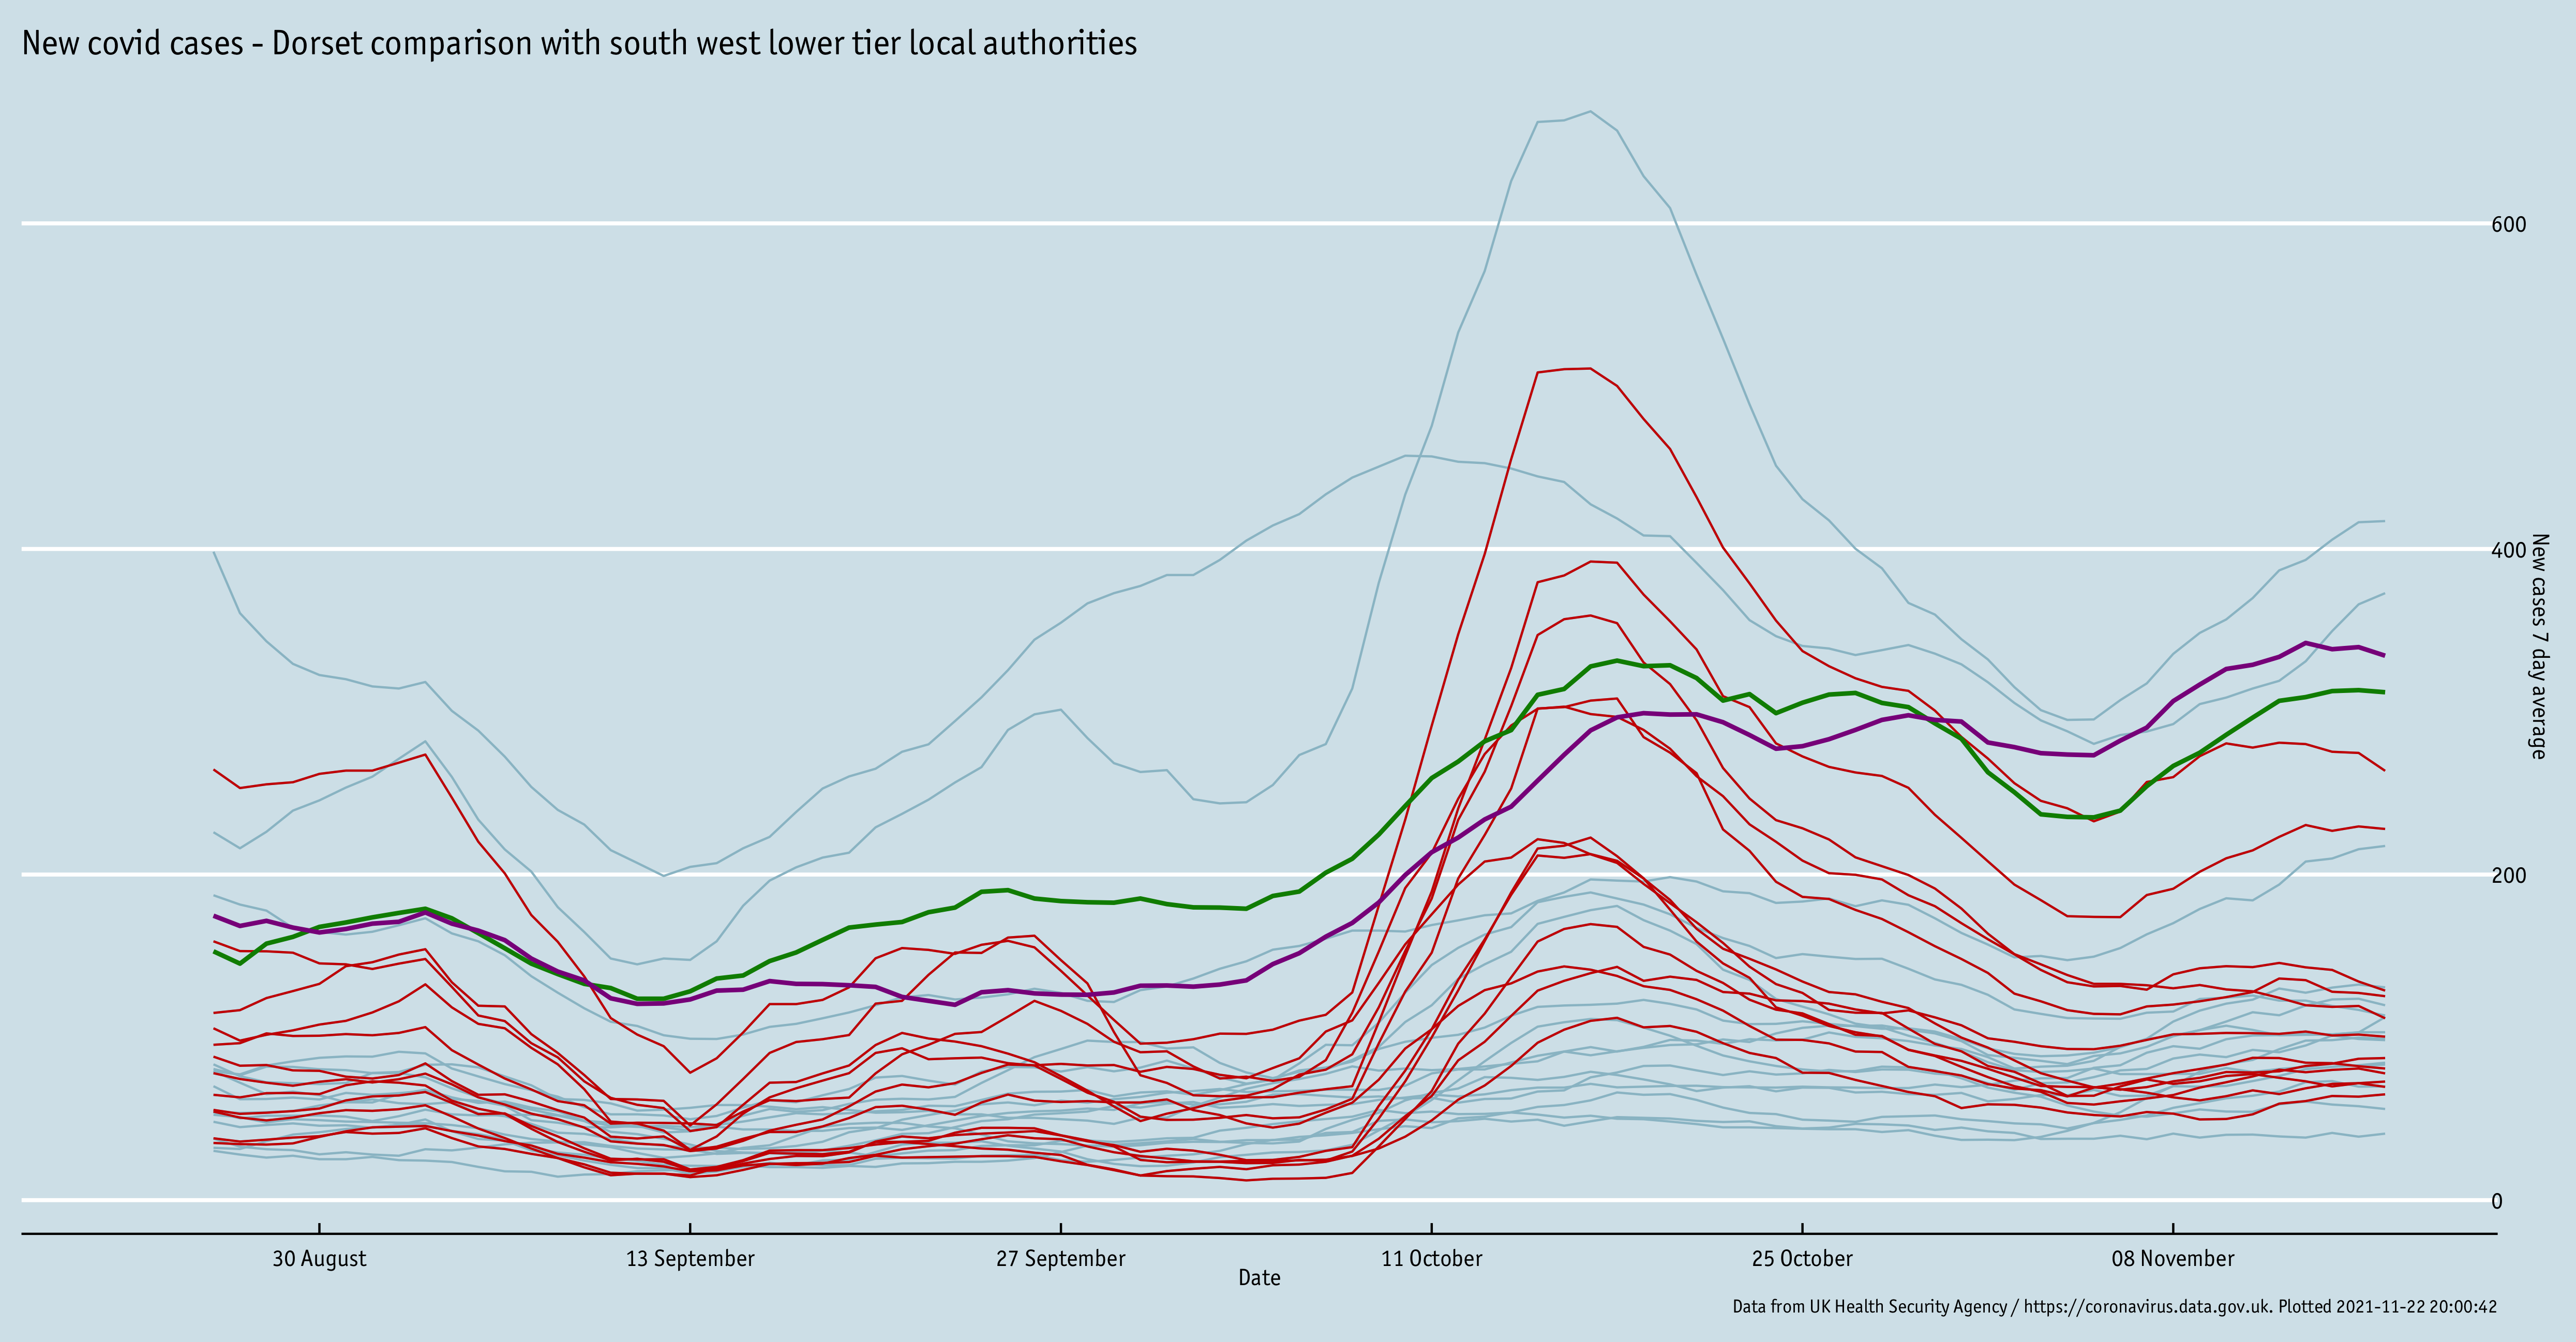 New covid cases - Dorset comparison with south west lower tier local authorities
600
400
200
0
New cases 7 day average
30 August
13 September
27 September
11 October
25 October
08 November
Date
Data from UK Health Security Agency / https://coronavirus.data.gov.uk. Plotted 2021-11-22 20:00:42